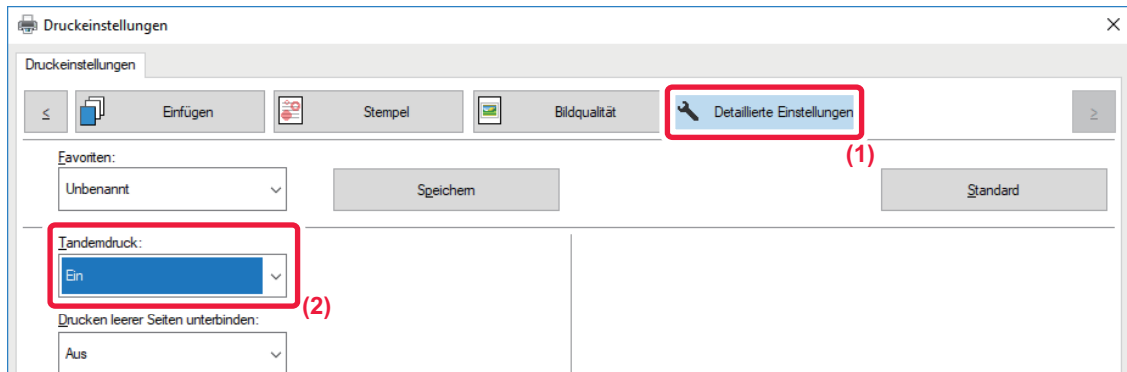 Druckeinstellungen
Druckeinstellungen
< Einfügen Stempel Bildqualität Detaillierte Einstellungen >
(1)
Favoriten:
Unbenannt Speichern Standard
Tandemdruck:
Ein
(2)
Drucken leerer Seiten unterbinden:
Aus